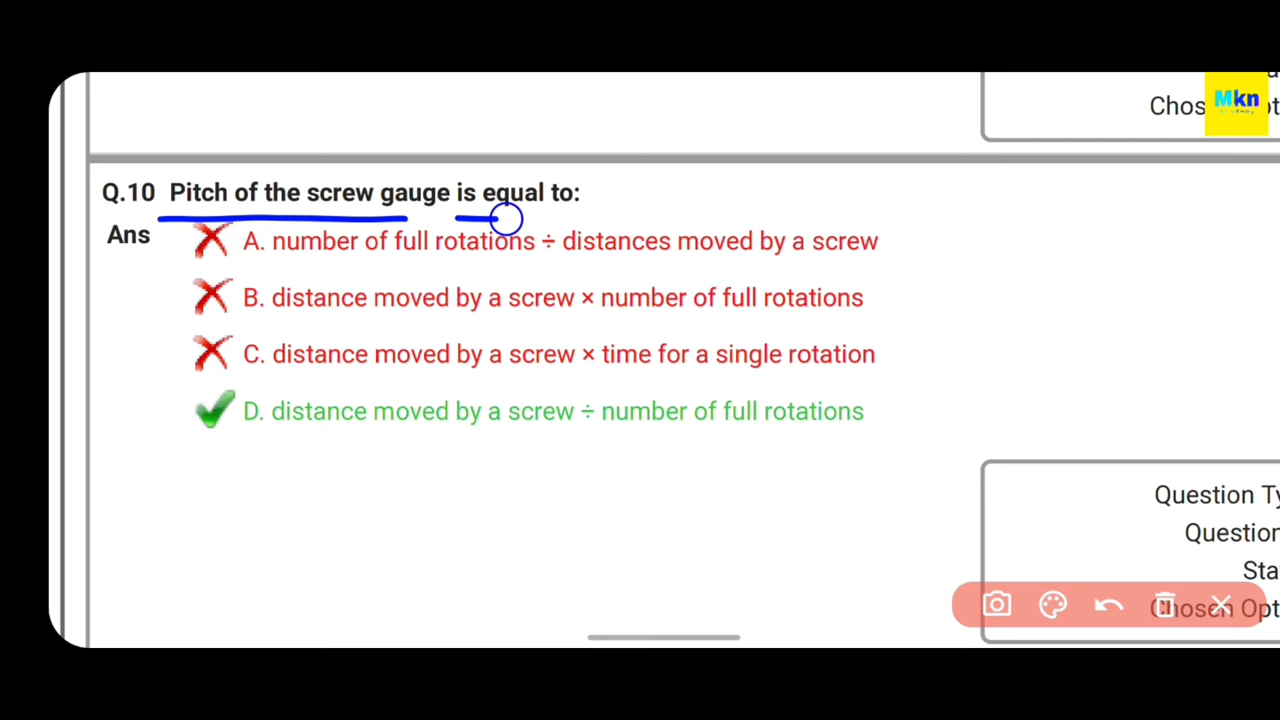 Mkn
Chos
Q.10 Pitch of the screw gauge is equal to:
Ans
A. number of full rotations ÷ distances moved by a screw
B. distance moved by a screw × number of full rotations
C. distance moved by a screw × time for a single rotation
D. distance moved by a screw ÷ number of full rotations
Question Ty
Question
Sta
Chosen Opt